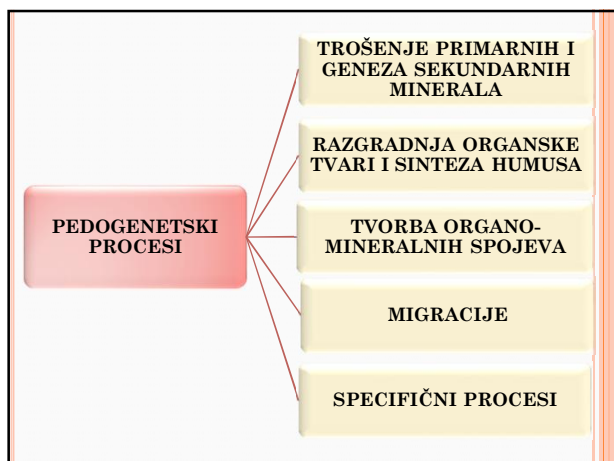 TROŠENJE PRIMARNIH I
GENEZA SEKUNDARNIH
MINERALA
RAZGRADNJA ORGANSKE
TVARI I SINTEZA HUMUSA
PEDOGENETSKI
PROCESI
TVORBA ORGANO-
MINERALNIH SPOJEVA
MIGRACIJE
SPECIFIČNI PROCESI